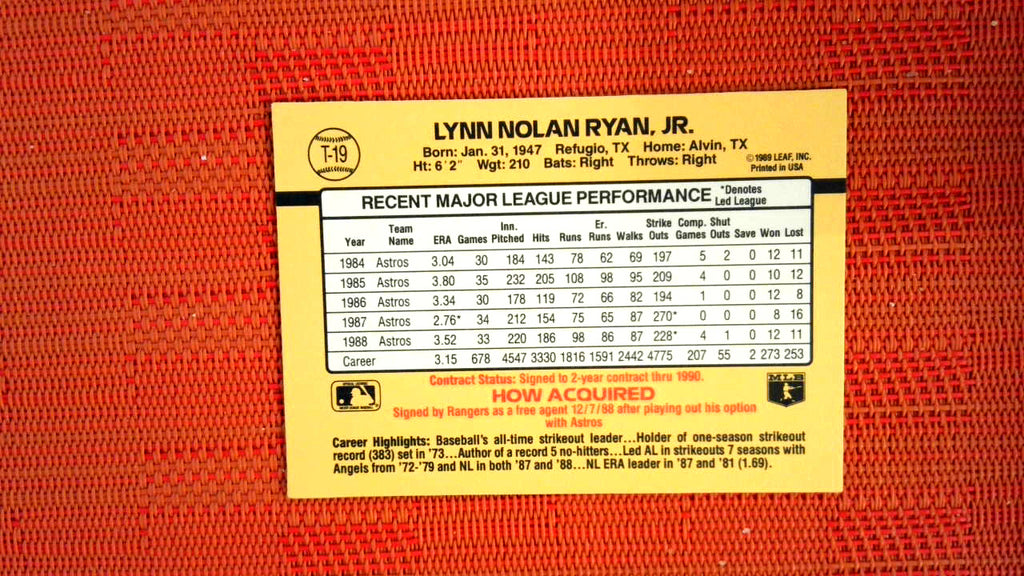 LYNN NOLAN RYAN, JR.
T-19
Born: Jan. 31, 1947 Refugio, TX Home: Alvin, TX
Ht: 6'2" Wgt: 210 Bats: Right Throws: Right
©1989 LEAF, INC.
Printed in USA
RECENT MAJOR LEAGUE PERFORMANCE *Denotes Led League
Year Team Name ERA Games Inn. Pitched Hits Runs Er. Runs Walks Strike Outs Comp. Games Shut Outs Save Won Lost
1984 Astros 3.04 30 184 143 78 62 69 197 5 2 0 12 11
1985 Astros 3.80 35 232 205 108 98 95 209 4 0 0 10 12
1986 Astros 3.34 30 178 119 72 66 82 194 1 0 0 12 8
1987 Astros 2.76* 34 212 154 75 65 87 270* 0 0 0 8 16
1988 Astros 3.52 33 220 186 98 86 87 228* 4 1 0 12 11
Career 3.15 678 4547 3330 1816 1591 2442 4775 207 55 2 273 253
Contract Status: Signed to 2-year contract thru 1990.
MLB
HOW ACQUIRED
Signed by Rangers as a free agent 12/7/88 after playing out his option
with Astros
Career Highlights: Baseball's all-time strikeout leader...Holder of one-season strikeout
record (383) set in '73...Author of a record 5 no-hitters...Led AL in strikeouts 7 seasons with
Angels from '72-'79 and NL in both '87 and '88...NL ERA leader in '87 and '81 (1.69).